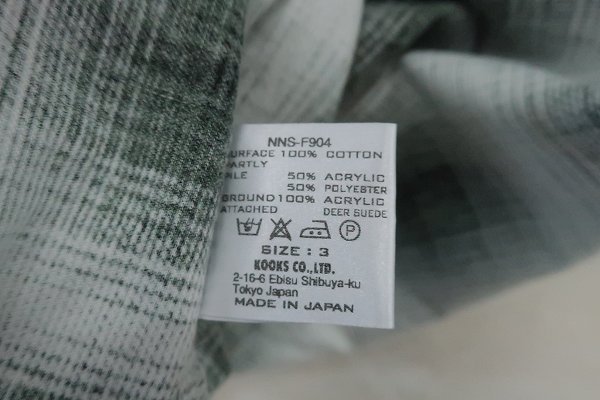 NNS-F904
SURFACE 100% COTTON
PARTLY
PILE 50% ACRYLIC
50% POLYESTER
GROUND 100% ACRYLIC
ATTACHED DEER SUEDE
P
SIZE : 3
KOOKS CO.,LTD.
2-16-6 Ebisu Shibuya-ku
Tokyo Japan
MADE IN JAPAN